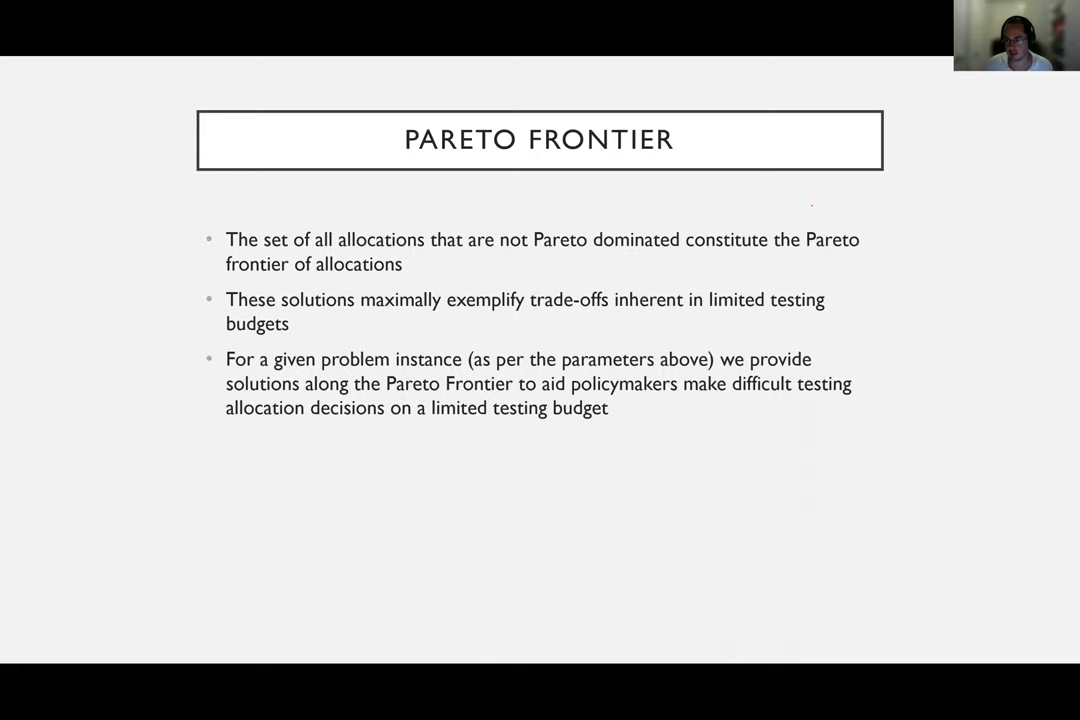 PARETO FRONTIER
• The set of all allocations that are not Pareto dominated constitute the Pareto
frontier of allocations
• These solutions maximally exemplify trade-offs inherent in limited testing
budgets
• For a given problem instance (as per the parameters above) we provide
solutions along the Pareto Frontier to aid policymakers make difficult testing
allocation decisions on a limited testing budget